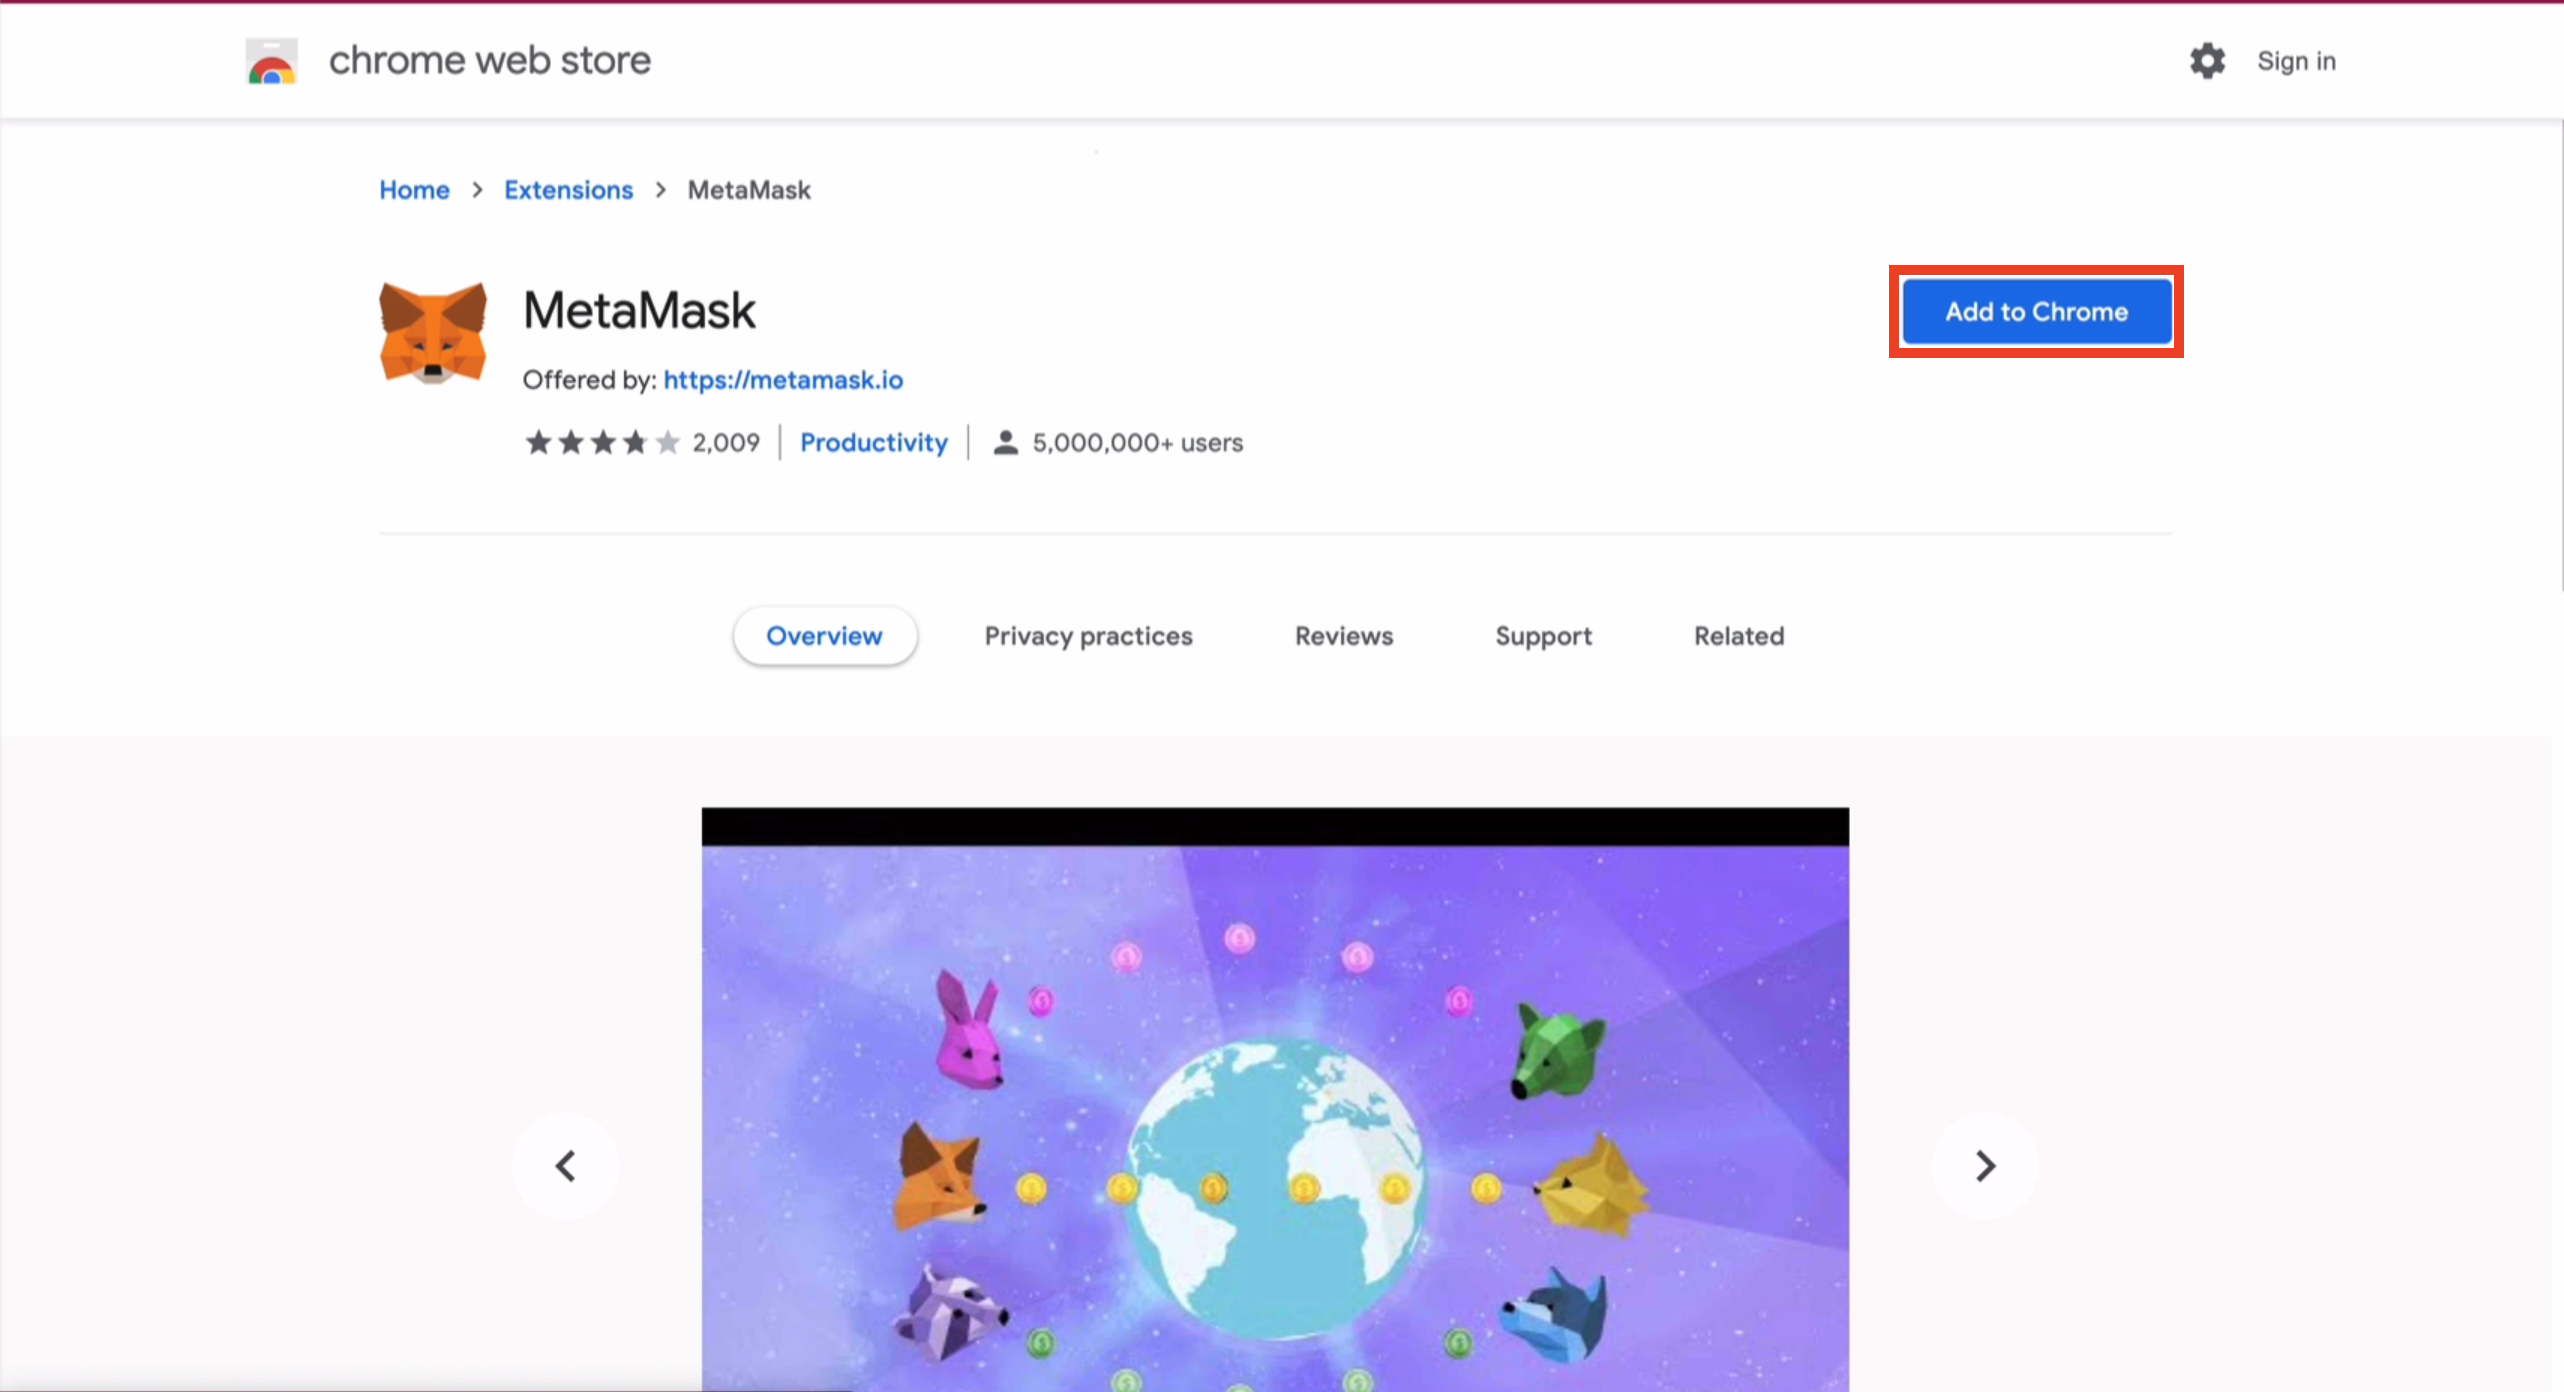 chrome web store
Sign in
Home > Extensions > MetaMask
MetaMask
Add to Chrome
Offered by: https://metamask.io
2,009 | Productivity | 5,000,000+ users
Overview Privacy practices Reviews Support Related